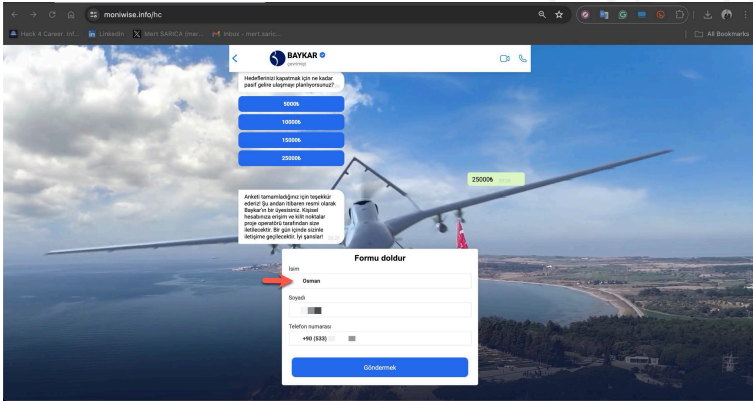 moniwise.info/hc
Hack 4 Career: Inf...
LinkedIn
Mert SARICA (mer...
Inbox - mert.saric...
All Bookmarks
BAYKAR
çevrimiçi
Hedeflerinizi kapatmak için ne kadar
pasif gelire ulaşmayı planlıyorsunuz?
5000₺
10000₺
15000₺
25000₺
25000₺
Anketi tamamladığınız için teşekkür
ederiz! Şu andan itibaren resmi olarak
Baykar'ın bir üyesisiniz. Kişisel
hesabınıza erişim ve kilit noktalar
proje operatörü tarafından size
iletilecektir. Bir gün içinde sizinle
iletişime geçilecektir. İyi şanslar!
Formu doldur
İsim
Osman
Soyadı
Telefon numarası
+90 (533)
Göndermek